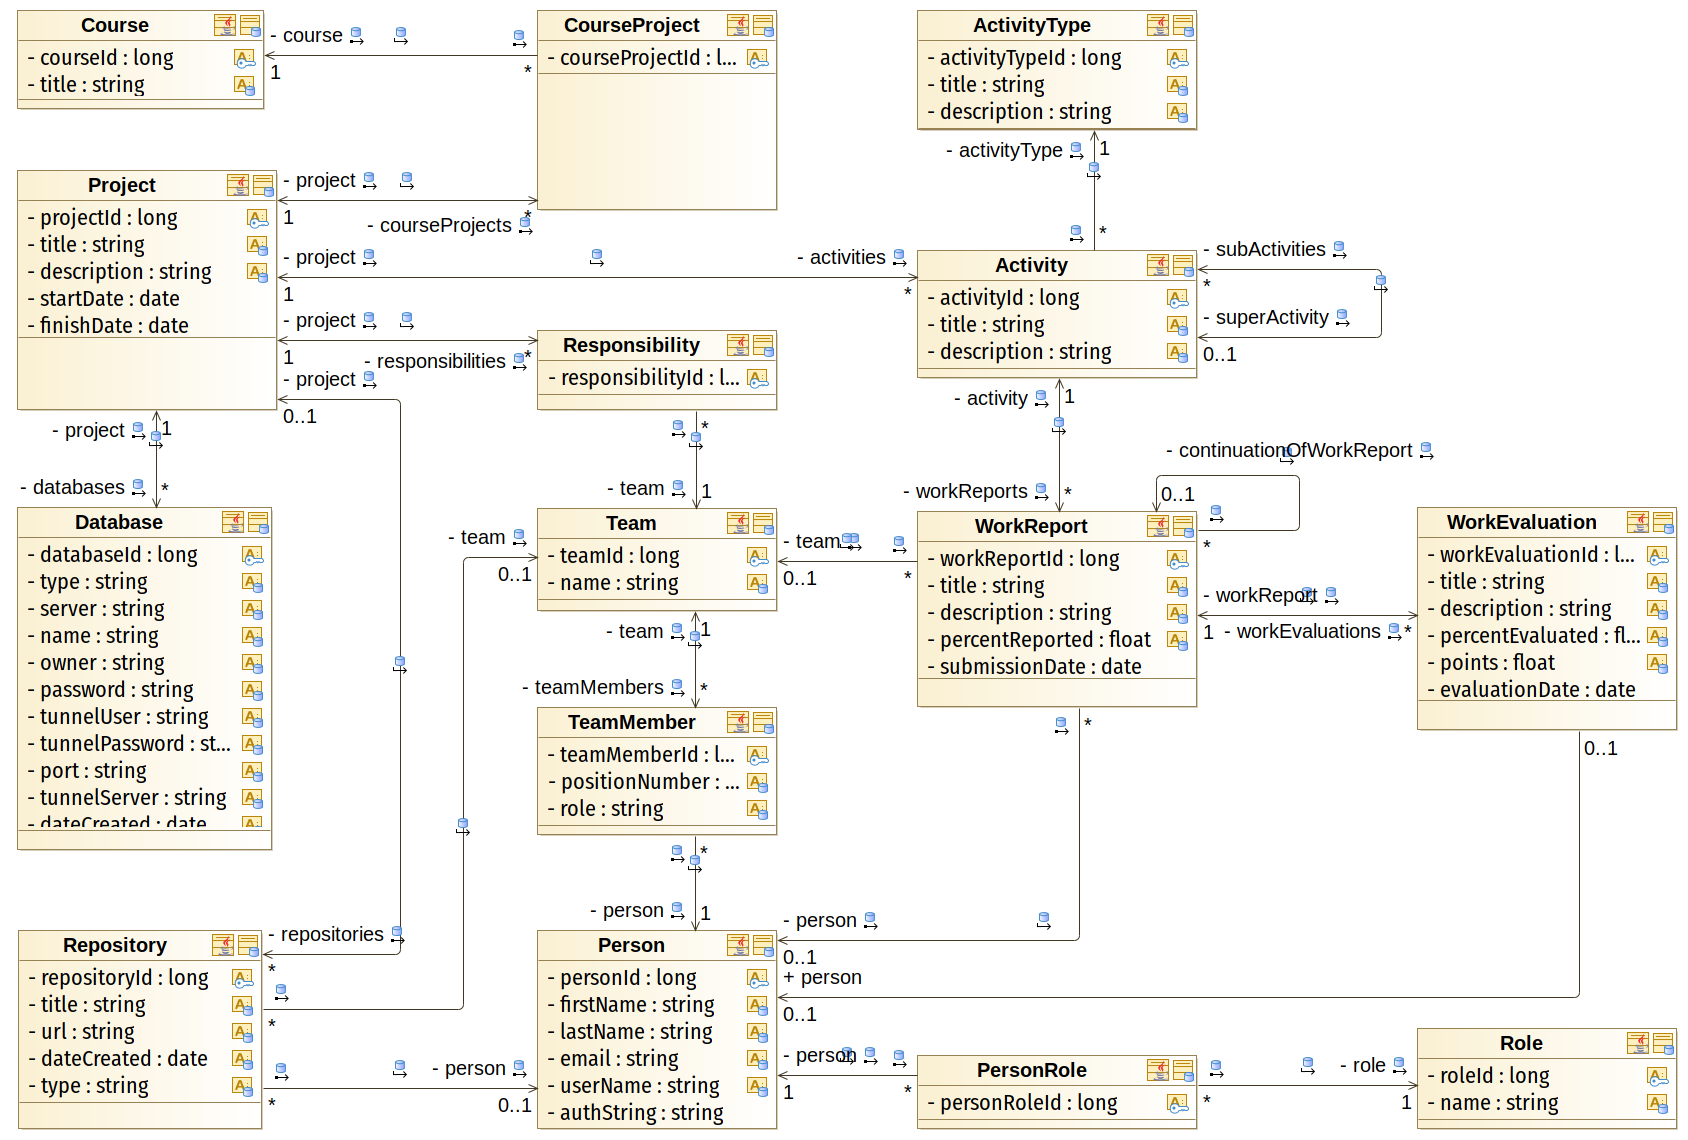 Course
- courseId : long
- title : string
- course
1
*
CourseProject
- courseProjectId : l...
ActivityType
- activityTypeId : long
- title : string
- description : string
- activityType
1
*
Project
- projectId : long
- title : string
- description : string
- startDate : date
- finishDate : date
- project
1
*
- courseProjects
- project
1
- activities
*
- project
1
- responsibilities
*
- project
0..1
Responsibility
- responsibilityId : l...
Activity
- activityId : long
- title : string
- description : string
- subActivities
*
- superActivity
0..1
- activity
1
- project
1
- databases
*
*
- team
1
- workReports
*
- continuationOfWorkReport
0..1
*
Database
- databaseId : long
- type : string
- server : string
- name : string
- owner : string
- password : string
- tunnelUser : string
- tunnelPassword : st...
- port : string
- tunnelServer : string
- dateCreated : date
- team
0..1
Team
- teamId : long
- name : string
- team
0..1
*
WorkReport
- workReportId : long
- title : string
- description : string
- percentReported : float
- submissionDate : date
- workReport
1
- workEvaluations
*
WorkEvaluation
- workEvaluationId : l...
- title : string
- description : string
- percentEvaluated : fl...
- points : float
- evaluationDate : date
- team
1
- teamMembers
*
TeamMember
- teamMemberId : l...
- positionNumber : ...
- role : string
*
0..1
*
- person
1
- person
0..1
+ person
0..1
- repositories
*
*
Repository
- repositoryId : long
- title : string
- url : string
- dateCreated : date
- type : string
- person
*
0..1
Person
- personId : long
- firstName : string
- lastName : string
- email : string
- userName : string
- authString : string
- person
1
*
PersonRole
- personRoleId : long
- role
*
1
Role
- roleId : long
- name : string